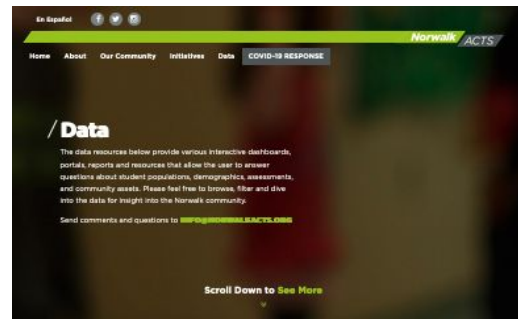 En Español
Norwalk ACTS
Home About Our Community Initiatives Data COVID-19 RESPONSE
/ Data
The data resources below provide various interactive dashboards,
portals, reports and resources that allow the user to answer
questions about student populations, demographics, assessments,
and community assets. Please feel free to browse, filter and dive
into the data for insight into the Norwalk community.
Send comments and questions to INFO@NORWALKACTS.ORG
Scroll Down to See More